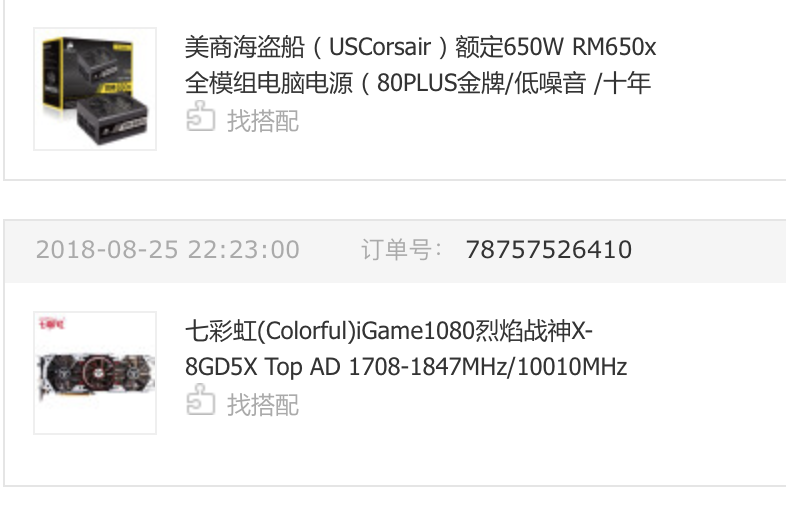 美商海盗船（USCorsair）额定650W RM650x
全模组电脑电源（80PLUS金牌/低噪音 /十年
找搭配
2018-08-25 22:23:00 订单号： 78757526410
七彩虹
七彩虹(Colorful)iGame1080烈焰战神X-
8GD5X Top AD 1708-1847MHz/10010MHz
找搭配